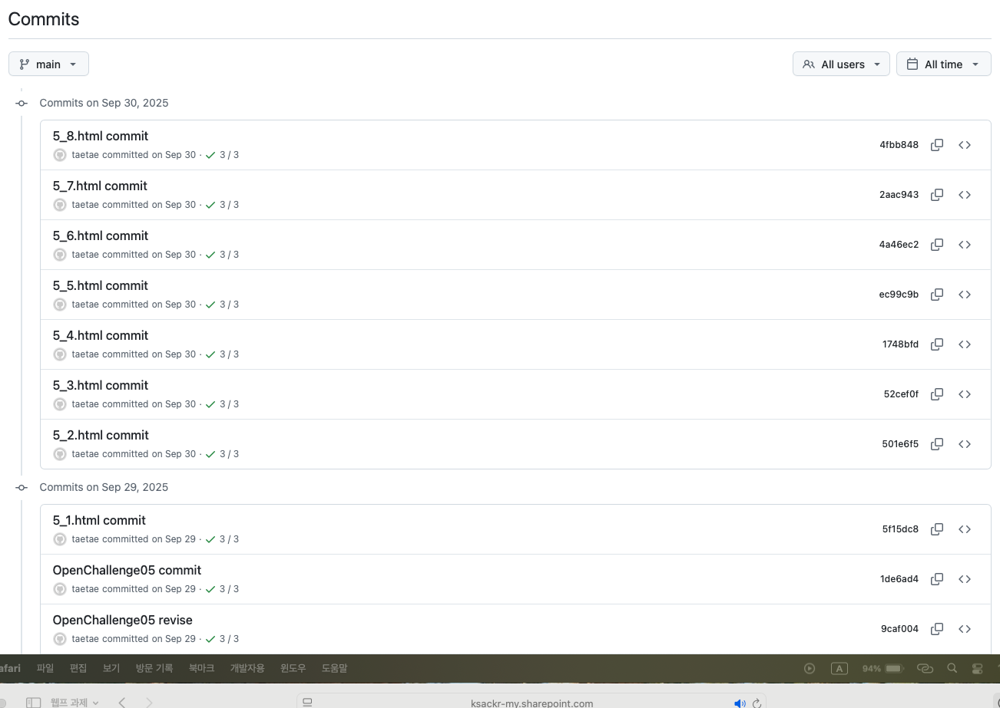 Commits
main
All users
All time
Commits on Sep 30, 2025
5_8.html commit
4fbb848
taetae committed on Sep 30 · 3 / 3
5_7.html commit
2aac943
taetae committed on Sep 30 · 3 / 3
5_6.html commit
4a46ec2
taetae committed on Sep 30 · 3 / 3
5_5.html commit
ec99c9b
taetae committed on Sep 30 · 3 / 3
5_4.html commit
1748bfd
taetae committed on Sep 30 · 3 / 3
5_3.html commit
52cef0f
taetae committed on Sep 30 · 3 / 3
5_2.html commit
501e6f5
taetae committed on Sep 30 · 3 / 3
Commits on Sep 29, 2025
5_1.html commit
5f15dc8
taetae committed on Sep 29 · 3 / 3
OpenChallenge05 commit
1de6ad4
taetae committed on Sep 29 · 3 / 3
OpenChallenge05 revise
9caf004
taetae committed on Sep 29 · 3 / 3
afari 파일 편집 보기 방문 기록 북마크 개발자용 윈도우 도움말 A 94%
웹프 과제 ksackr-my.sharepoint.com